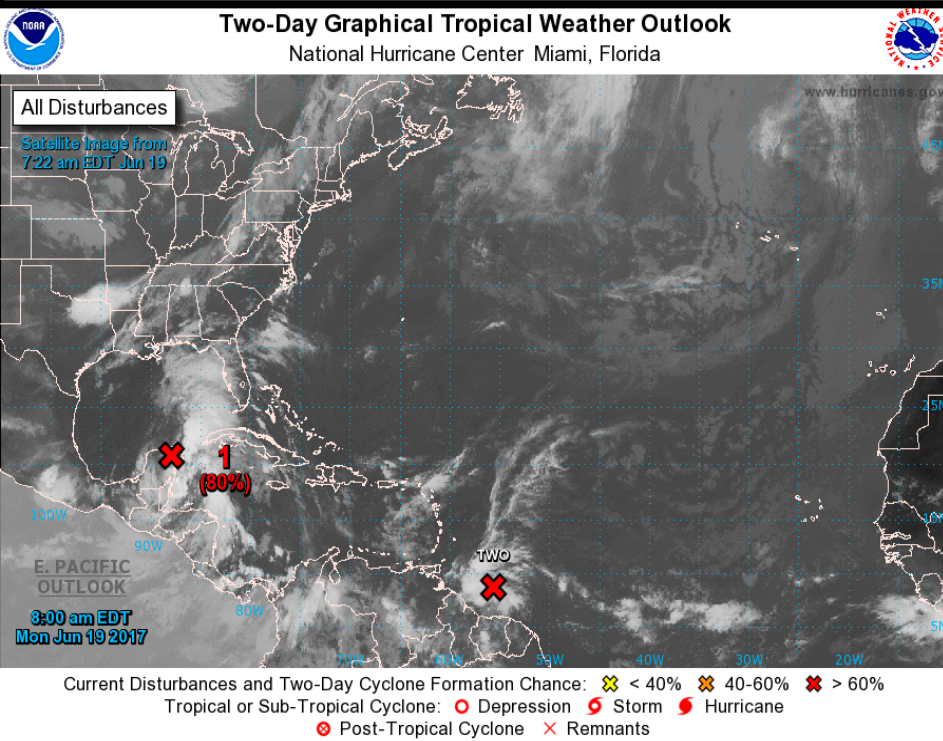 Two-Day Graphical Tropical Weather Outlook
National Hurricane Center Miami, Florida
NOAA
All Disturbances
www.hurricanes.gov
Satellite Image from
7:22 am EDT Jun 19
35N
25N
1
(80%)
100W
90W
TWO
E. PACIFIC
OUTLOOK
8:00 am EDT
Mon Jun 19 2017
80W
5N
70W
60W
50W
40W
30W
20W
Current Disturbances and Two-Day Cyclone Formation Chance: < 40% 40-60% > 60%
Tropical or Sub-Tropical Cyclone: Depression Storm Hurricane
Post-Tropical Cyclone Remnants